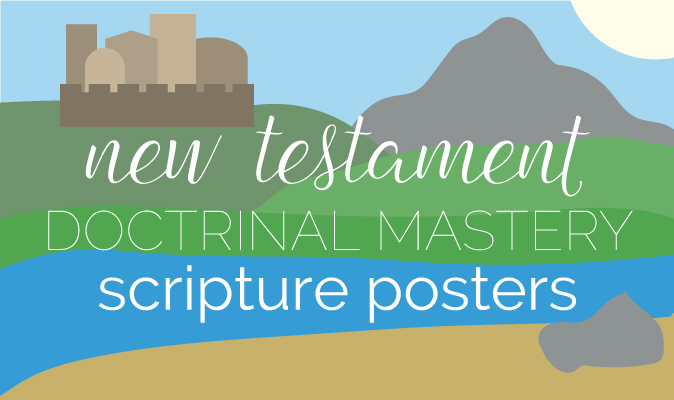 new testament
DOCTRINAL MASTERY
scripture posters